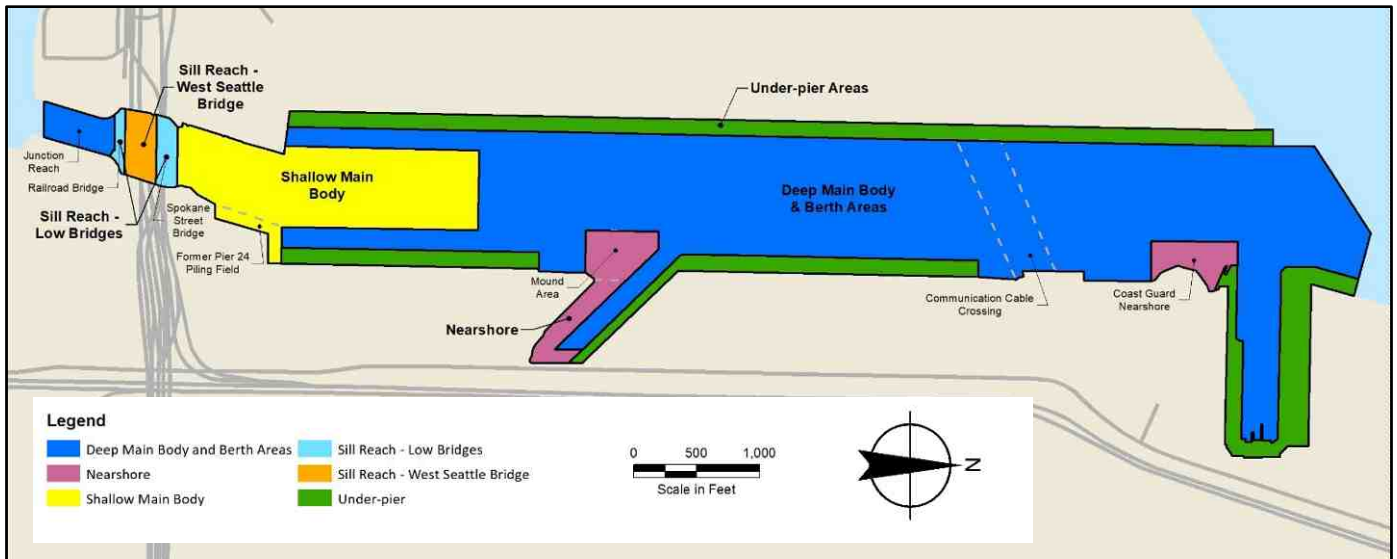 Sill Reach -
West Seattle
Bridge
Under-pier Areas
Junction
Reach
Railroad Bridge
Sill Reach -
Low Bridges
Spokane
Street
Bridge
Former Pier 24
Piling Field
Shallow Main
Body
Deep Main Body
& Berth Areas
Mound
Area
Nearshore
Communication Cable
Crossing
Coast Guard
Nearshore
Legend
Deep Main Body and Berth Areas
Nearshore
Shallow Main Body
Sill Reach - Low Bridges
Sill Reach - West Seattle Bridge
Under-pier
0 500 1,000
Scale in Feet
N